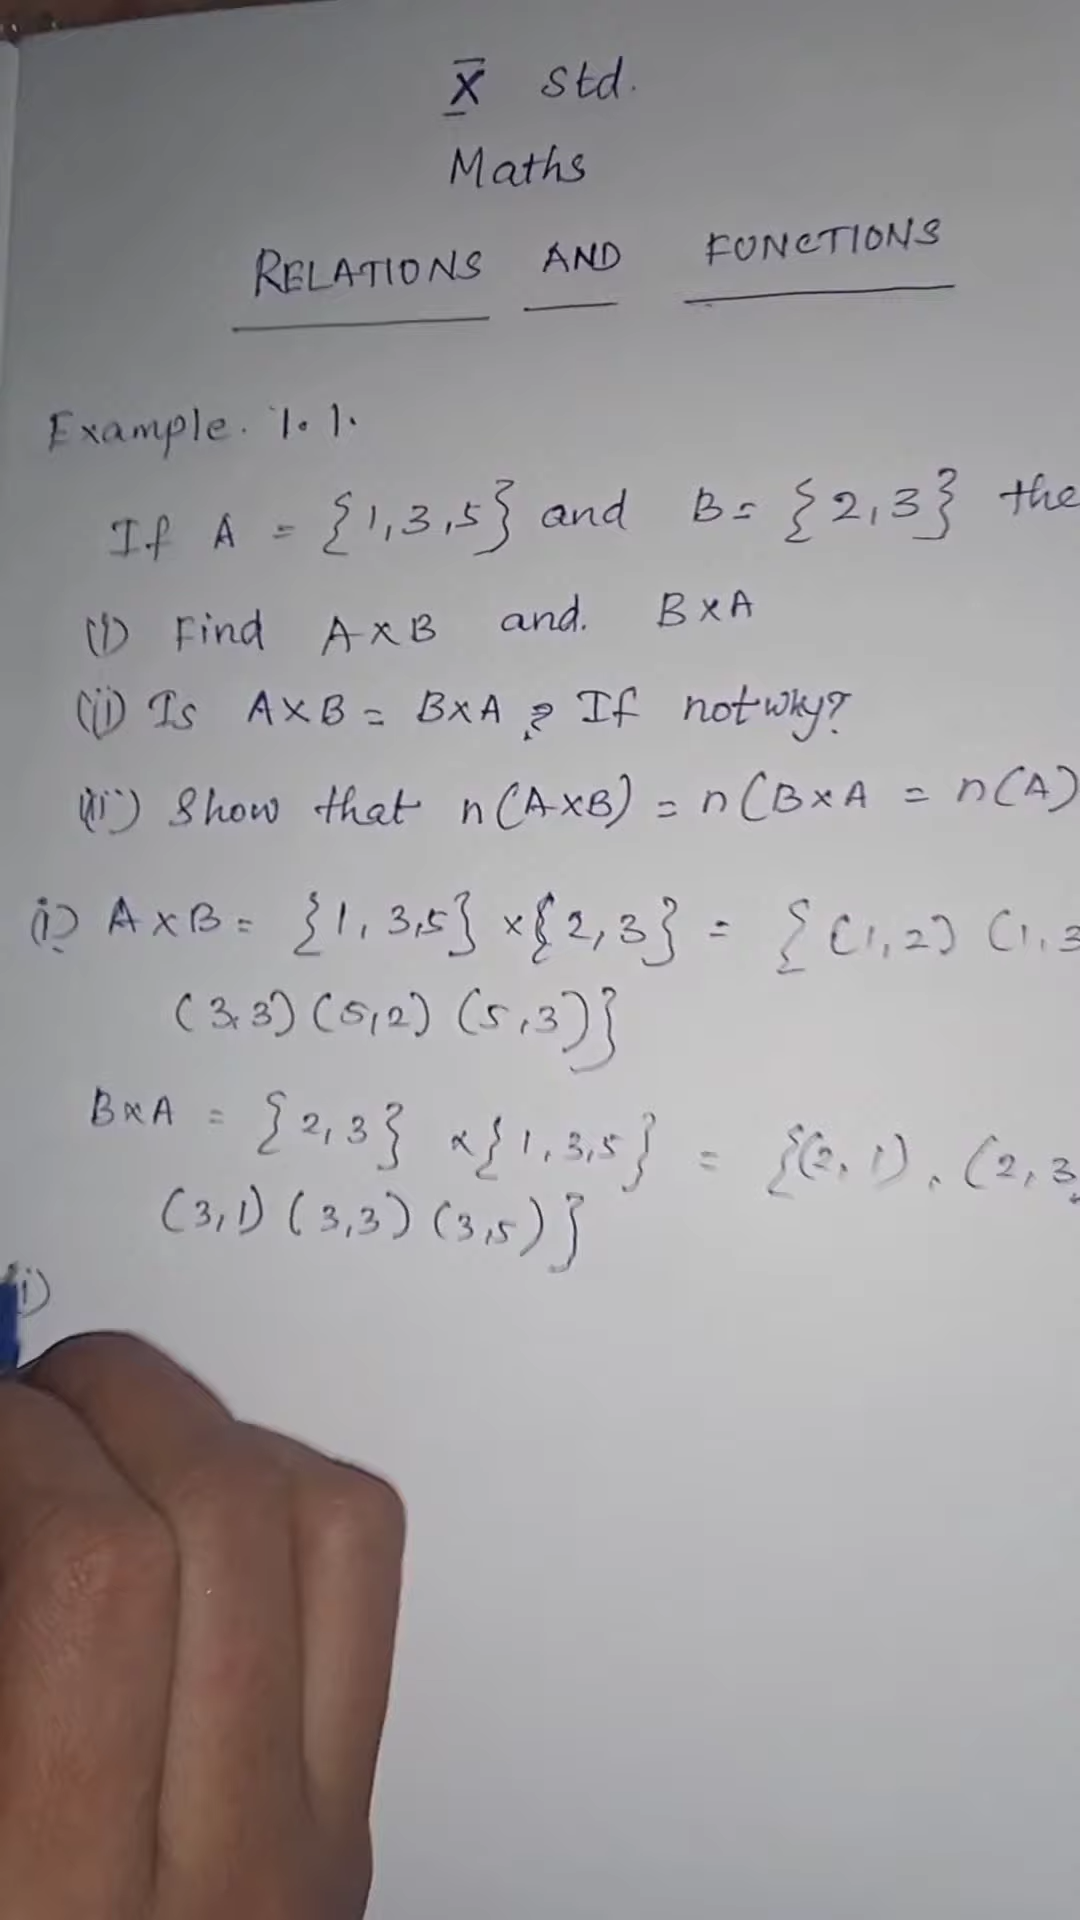 X Std.
Maths
RELATIONS AND FUNCTIONS
Example. 1.1.
If A = {1,3,5} and B = {2,3} the
(i) Find A×B and. B×A
(ii) Is A×B = B×A ? If not why?
(iii) Show that n(A×B) = n(B×A = n(A)
(i) A×B = {1,3,5} ×{2,3} = {(1,2) (1,3
(3,3) (5,2) (5,3)}
B×A = {2,3} ×{1,3,5} = {(2,1), (2,3,
(3,1) (3,3) (3,5)}
i)